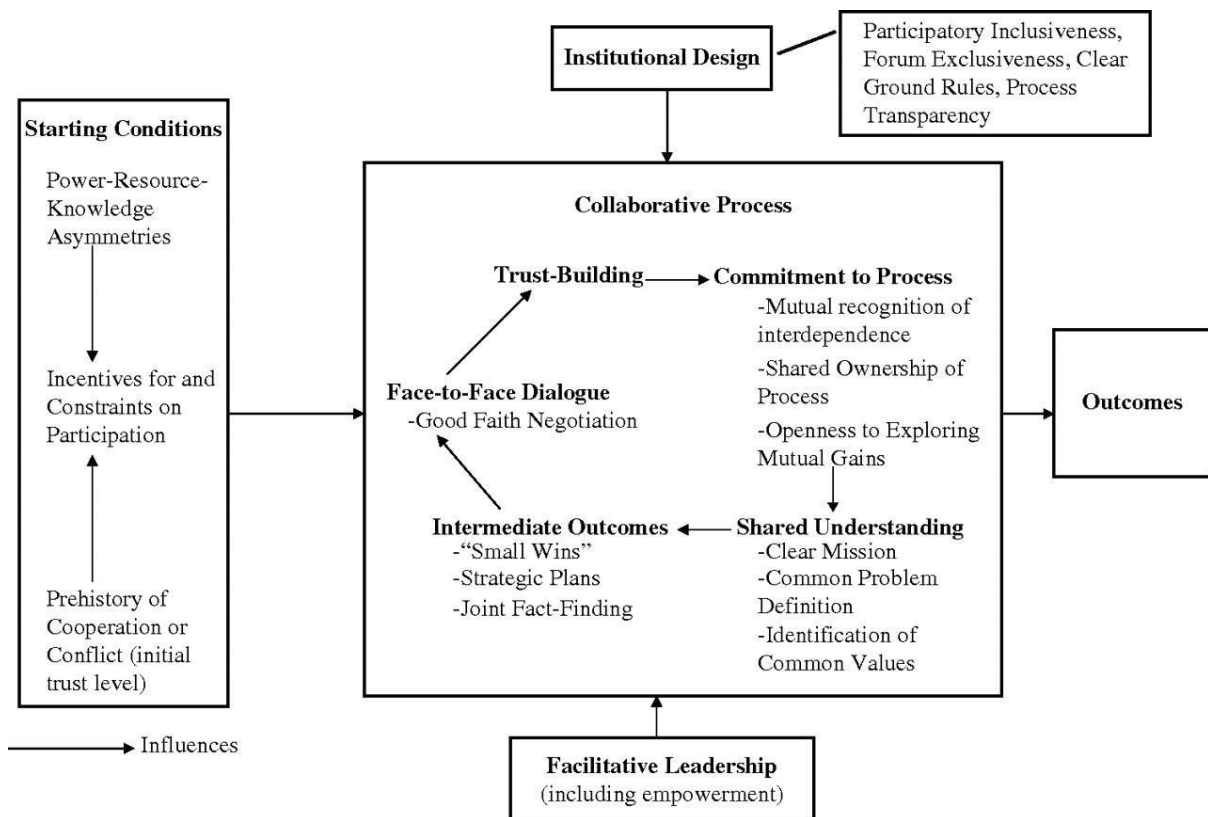 Institutional Design
Participatory Inclusiveness,
Forum Exclusiveness, Clear
Ground Rules, Process
Transparency
Starting Conditions
Power-Resource-
Knowledge
Asymmetries
Incentives for and
Constraints on
Participation
Prehistory of
Cooperation or
Conflict (initial
trust level)
Influences
Collaborative Process
Trust-Building
Commitment to Process
-Mutual recognition of
interdependence
-Shared Ownership of
Process
-Openness to Exploring
Mutual Gains
Face-to-Face Dialogue
-Good Faith Negotiation
Intermediate Outcomes
-“Small Wins”
-Strategic Plans
-Joint Fact-Finding
Shared Understanding
-Clear Mission
-Common Problem
Definition
-Identification of
Common Values
Outcomes
Facilitative Leadership
(including empowerment)